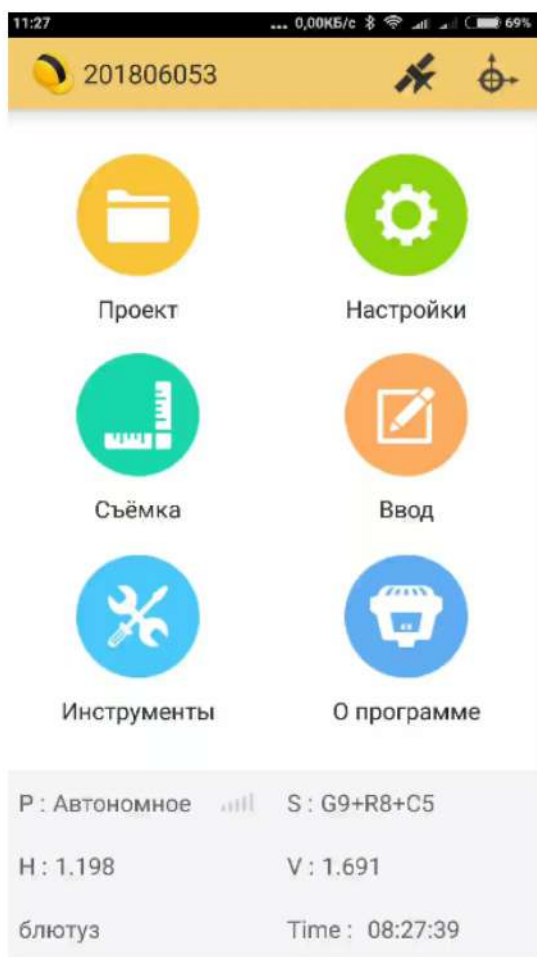 11:27 ... 0,00КБ/с 69%
201806053
Проект Настройки
Съёмка Ввод
Инструменты О программе
P : Автономное S : G9+R8+C5
H : 1.198 V : 1.691
блютуз Time : 08:27:39